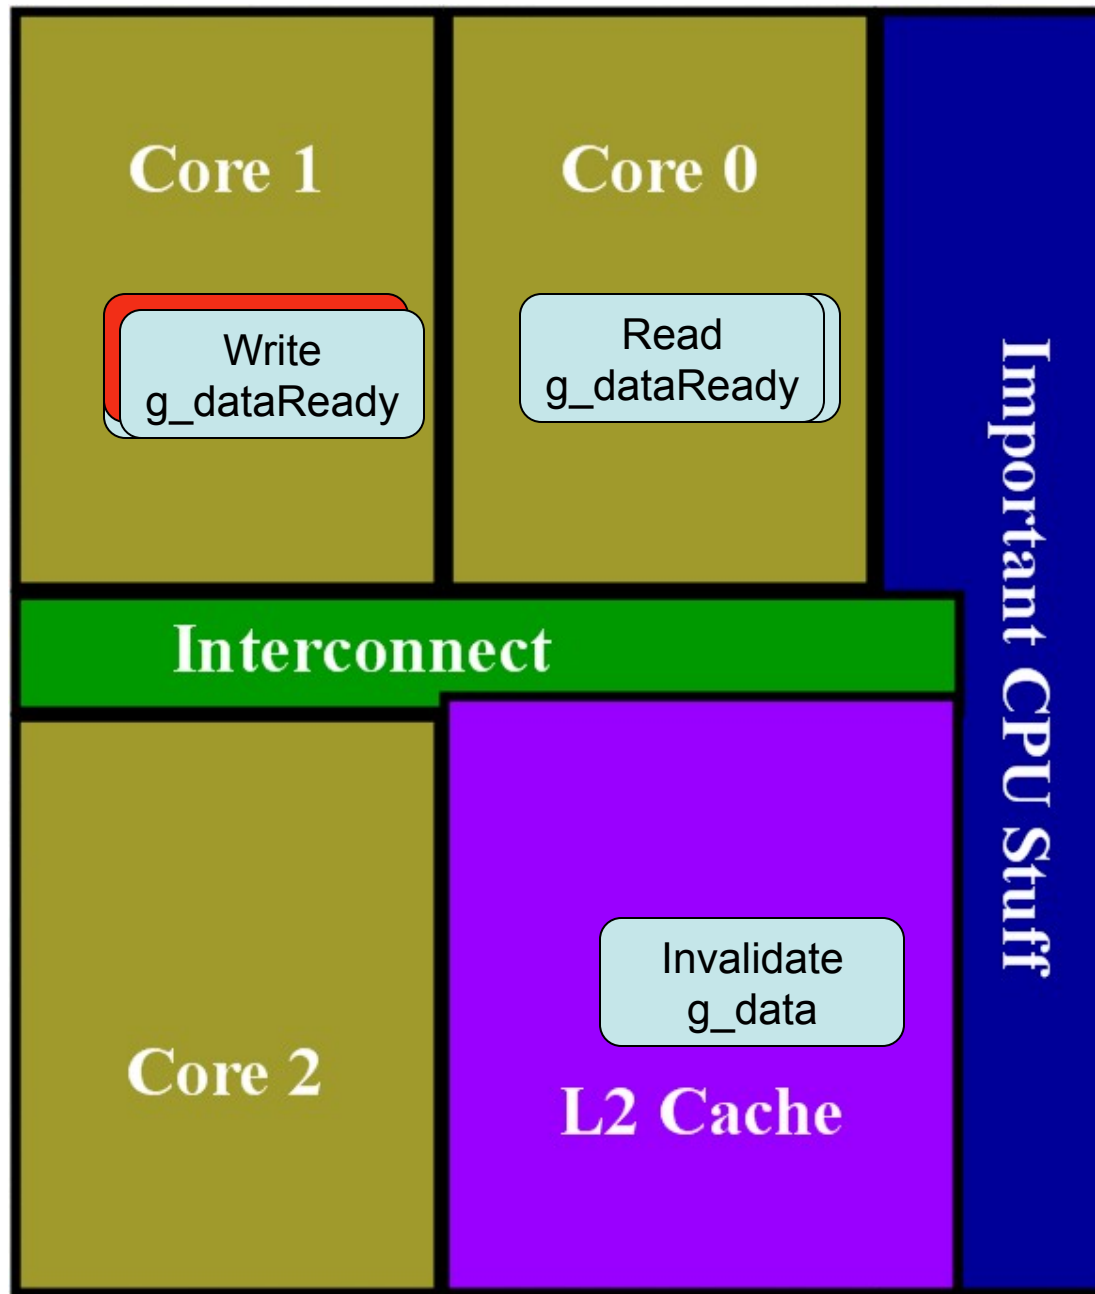 Core 1
Core 0
Write
g_dataReady
Read
g_dataReady
Important CPU Stuff
Interconnect
Invalidate
g_data
Core 2
L2 Cache